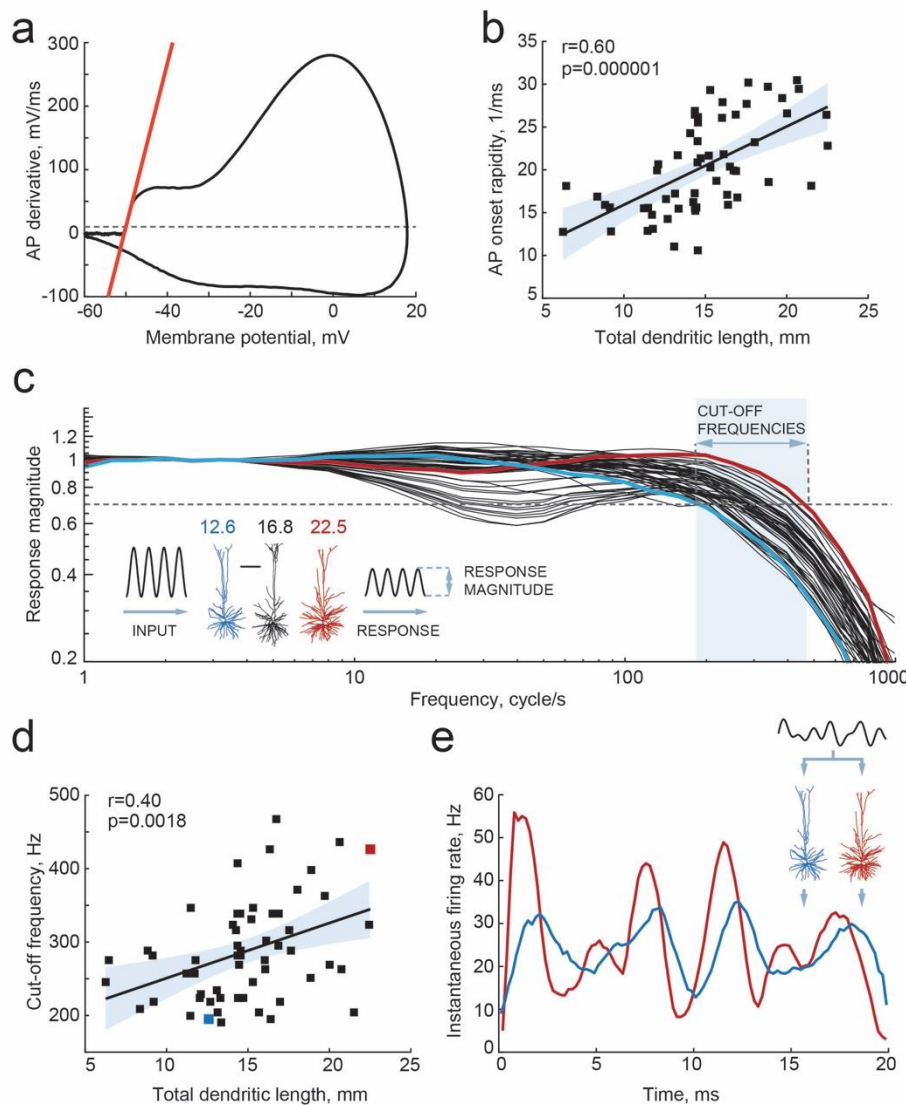 a
AP derivative, mV/ms
300
200
100
0
-100
-60
-40
-20
0
20
Membrane potential, mV
b
r=0.60
p=0.000001
AP onset rapidity, 1/ms
35
30
25
20
15
10
5
5
10
15
20
25
Total dendritic length, mm
c
CUT-OFF
FREQUENCIES
Response magnitude
1.2
1
0.8
0.6
0.4
0.2
12.6
16.8
22.5
INPUT
RESPONSE
RESPONSE
MAGNITUDE
1
10
100
1000
Frequency, cycle/s
d
r=0.40
p=0.0018
Cut-off frequency, Hz
500
400
300
200
5
10
15
20
25
Total dendritic length, mm
e
Instantaneous firing rate, Hz
60
50
40
30
20
10
0
0
5
10
15
20
Time, ms